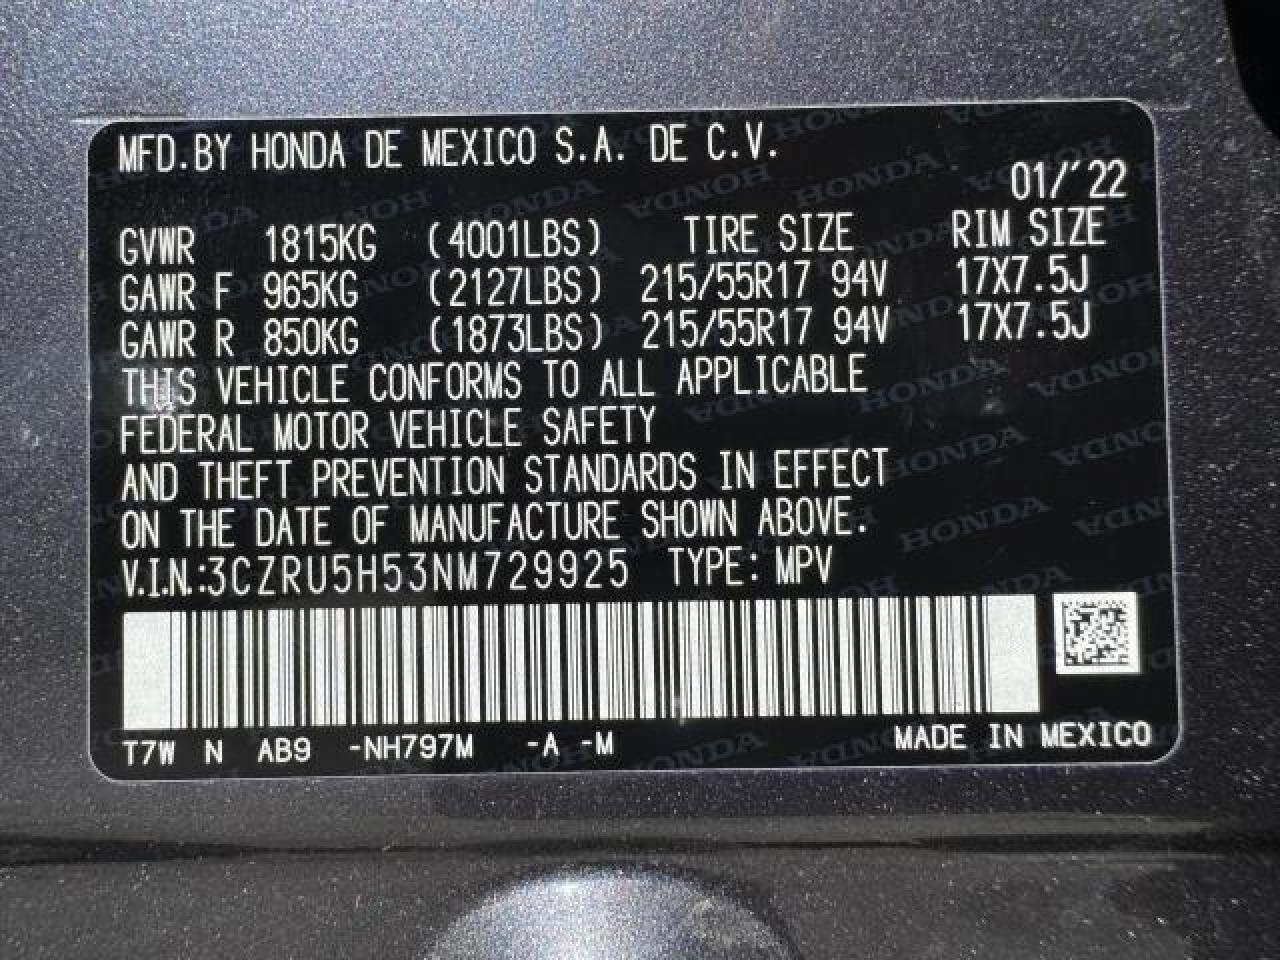 MFD.BY HONDA DE MEXICO S.A. DE C.V.
01/'22
GVWR 1815KG (4001LBS) TIRE SIZE RIM SIZE
GAWR F 965KG (2127LBS) 215/55R17 94V 17X7.5J
GAWR R 850KG (1873LBS) 215/55R17 94V 17X7.5J
THIS VEHICLE CONFORMS TO ALL APPLICABLE
FEDERAL MOTOR VEHICLE SAFETY
AND THEFT PREVENTION STANDARDS IN EFFECT
ON THE DATE OF MANUFACTURE SHOWN ABOVE.
V.I.N.:3CZRU5H53NM729925 TYPE: MPV
T7W N AB9 -NH797M -A -M MADE IN MEXICO